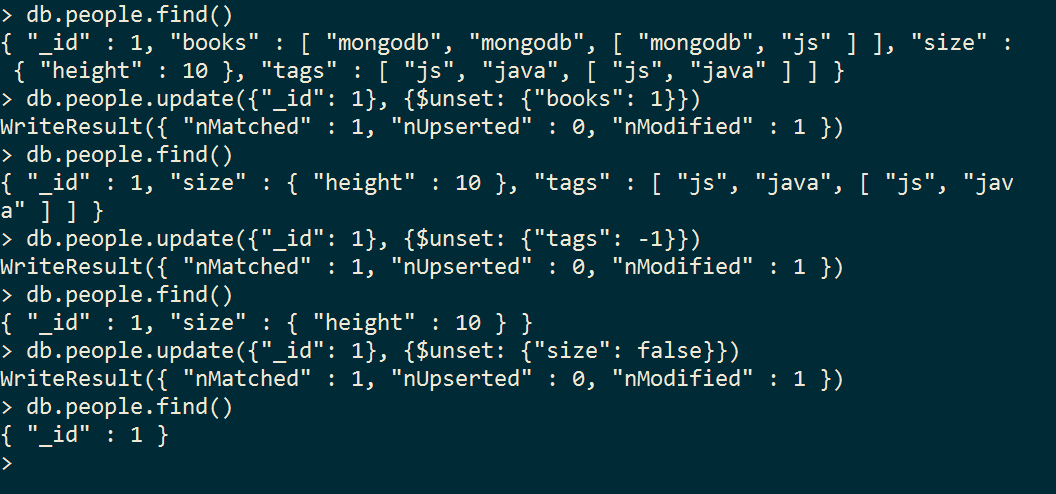 > db.people.find()
{ "_id" : 1, "books" : [ "mongodb", "mongodb", [ "mongodb", "js" ] ], "size" :
 { "height" : 10 }, "tags" : [ "js", "java", [ "js", "java" ] ] }
> db.people.update({"_id": 1}, {$unset: {"books": 1}})
WriteResult({ "nMatched" : 1, "nUpserted" : 0, "nModified" : 1 })
> db.people.find()
{ "_id" : 1, "size" : { "height" : 10 }, "tags" : [ "js", "java", [ "js", "jav
a" ] ] }
> db.people.update({"_id": 1}, {$unset: {"tags": -1}})
WriteResult({ "nMatched" : 1, "nUpserted" : 0, "nModified" : 1 })
> db.people.find()
{ "_id" : 1, "size" : { "height" : 10 } }
> db.people.update({"_id": 1}, {$unset: {"size": false}})
WriteResult({ "nMatched" : 1, "nUpserted" : 0, "nModified" : 1 })
> db.people.find()
{ "_id" : 1 }
>